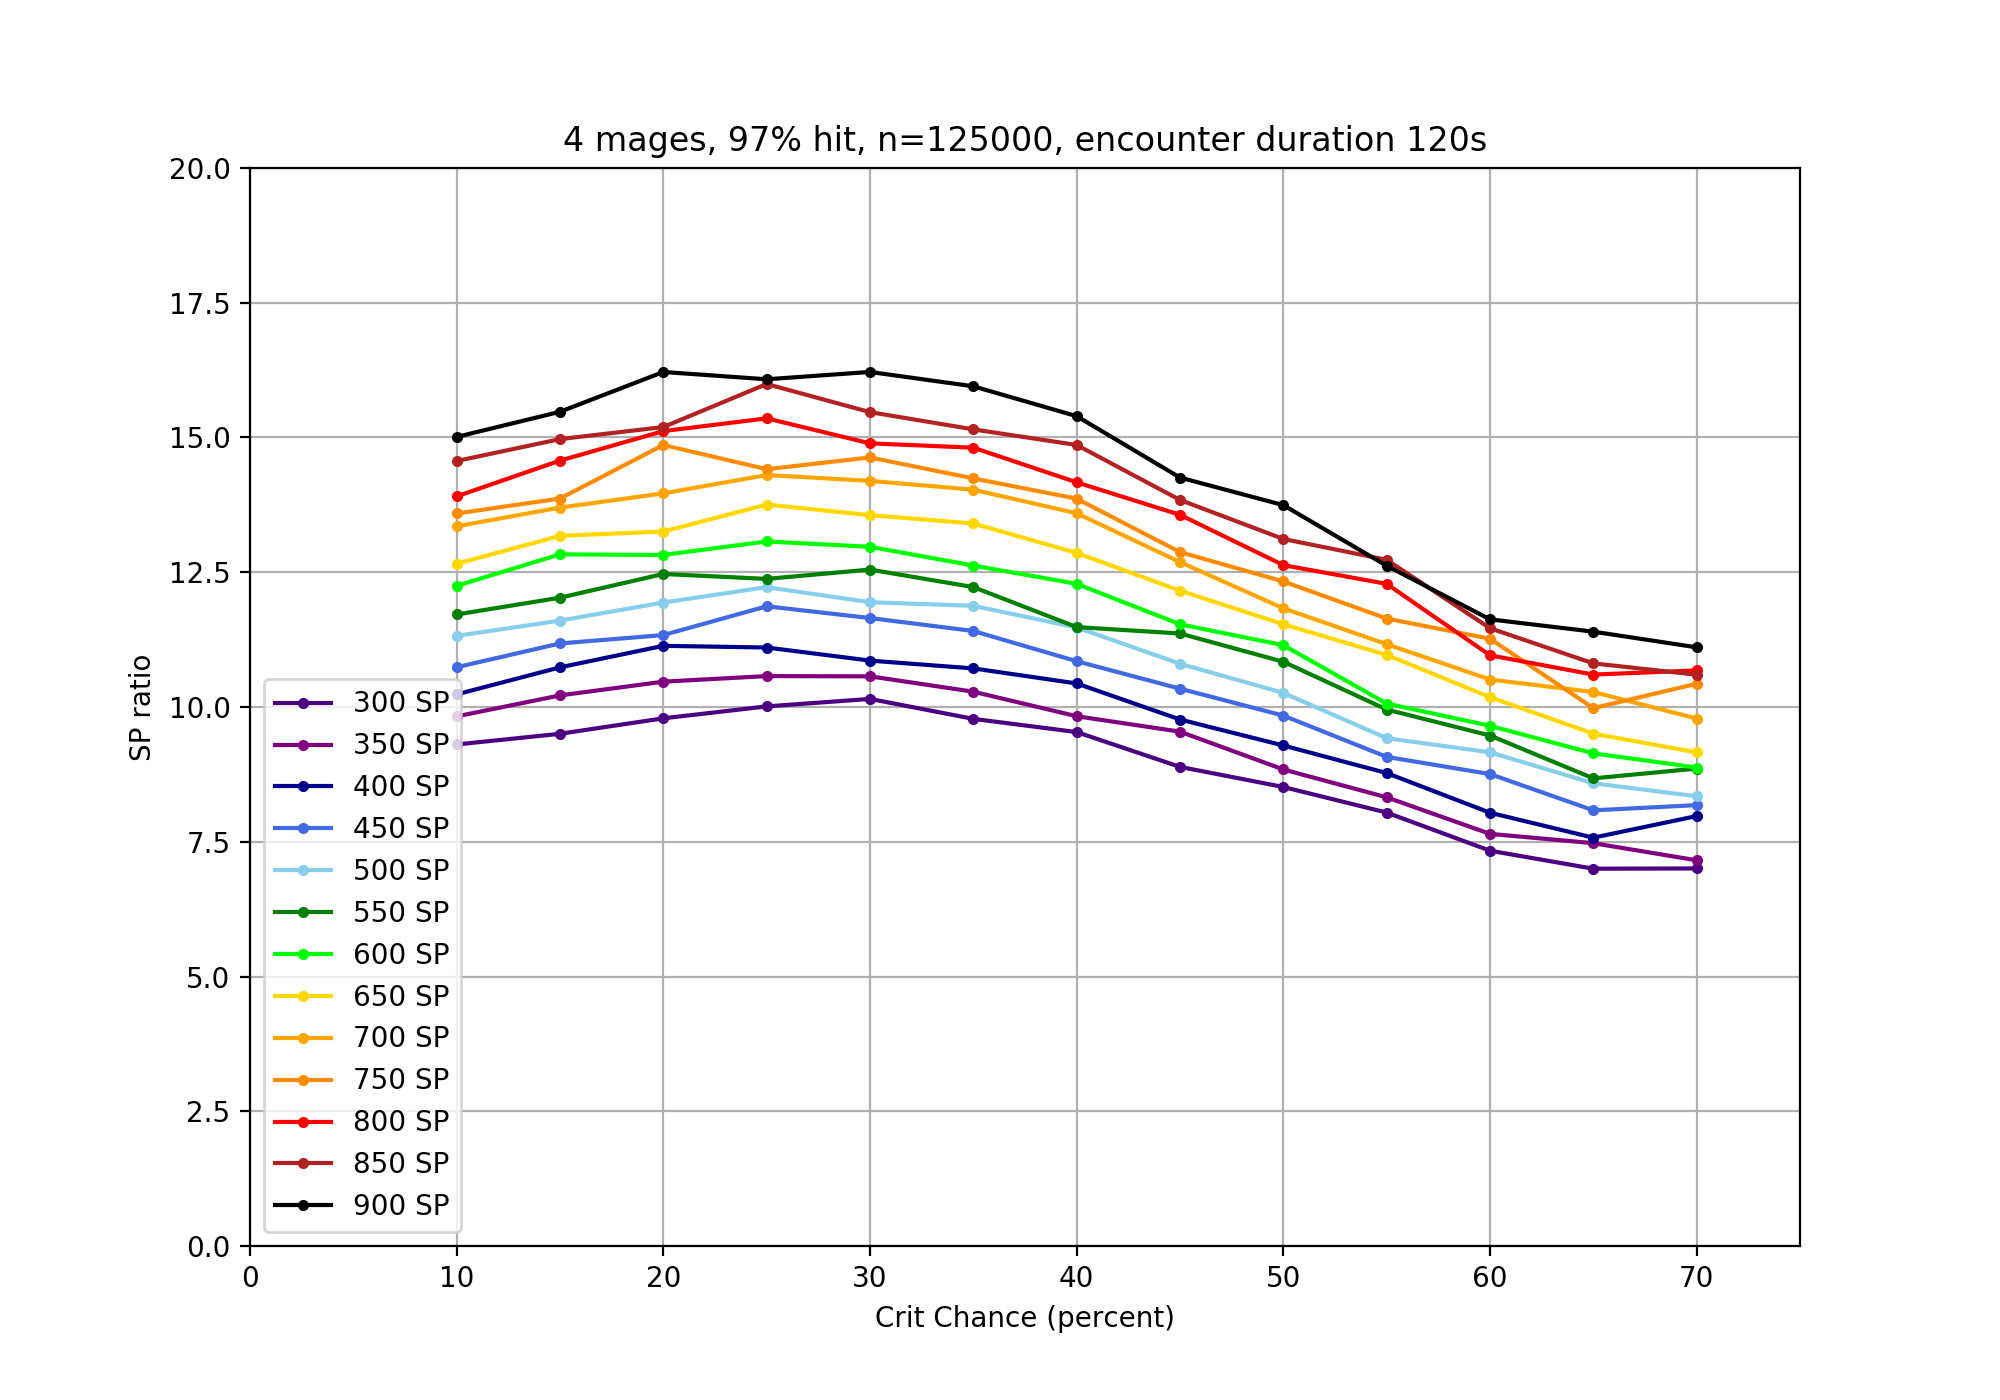 4 mages, 97% hit, n=125000, encounter duration 120s
20.0
17.5
15.0
12.5
10.0
7.5
5.0
2.5
0.0
SP ratio
300 SP
350 SP
400 SP
450 SP
500 SP
550 SP
600 SP
650 SP
700 SP
750 SP
800 SP
850 SP
900 SP
0 10 20 30 40 50 60 70
Crit Chance (percent)